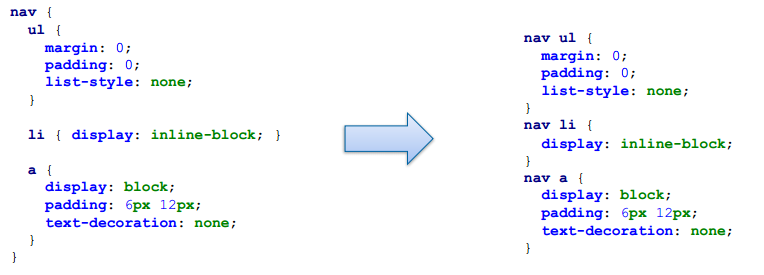 nav {
  ul {
    margin: 0;
    padding: 0;
    list-style: none;
  }
  li { display: inline-block; }
  a {
    display: block;
    padding: 6px 12px;
    text-decoration: none;
  }
}
nav ul {
  margin: 0;
  padding: 0;
  list-style: none;
}
nav li {
  display: inline-block;
}
nav a {
  display: block;
  padding: 6px 12px;
  text-decoration: none;
}